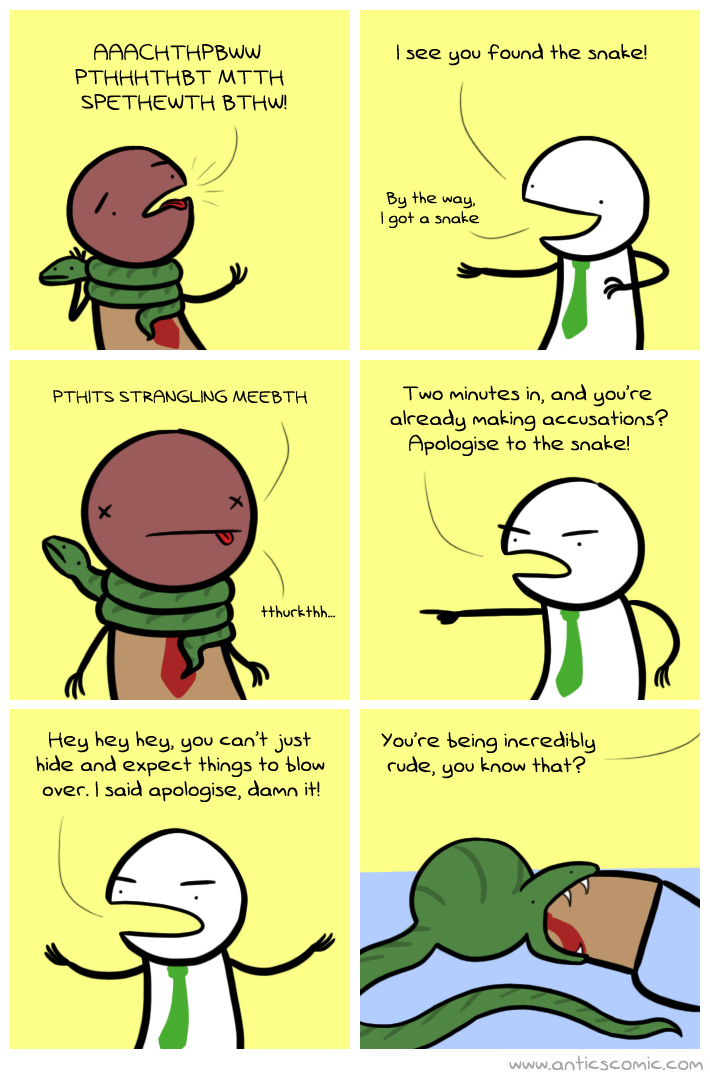 AAACHTHPBWW
PTHHHTHBT MTTH
SPETHEWTH BTHW!
I see you found the snake!
By the way,
I got a snake
PTHITS STRANGLING MEEBTH
tthurkthh...
Two minutes in, and you're
already making accusations?
Apologise to the snake!
Hey hey hey, you can't just
hide and expect things to blow
over. I said apologise, damn it!
You're being incredibly
rude, you know that?
www.anticscomic.com